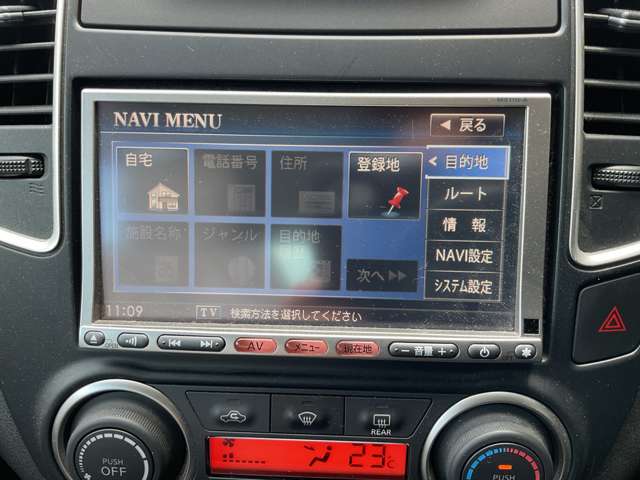 NAVI MENU
戻る
自宅 電話番号 住所 登録地
目的地
ルート
施設名称 ジャンル 目的地
情 報
次へ
NAVI設定
システム設定
11:09 TV 検索方法を選択してください
AV メニュー 現在地 − 音量 +
REAR
PUSH
OFF
23℃
PUSH